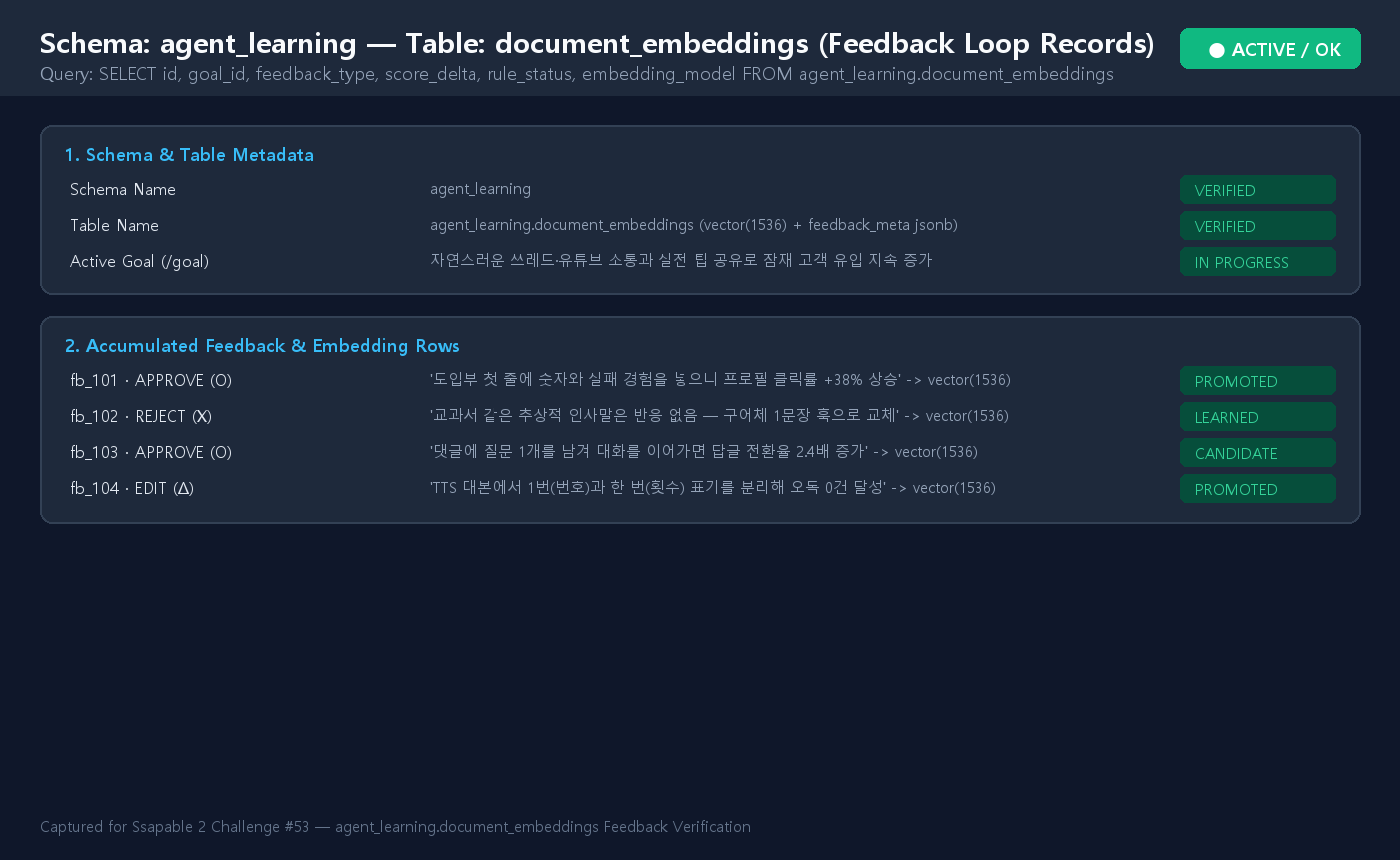 Schema: agent_learning — Table: document_embeddings (Feedback Loop Records)
● ACTIVE / OK
Query: SELECT id, goal_id, feedback_type, score_delta, rule_status, embedding_model FROM agent_learning.document_embeddings
1. Schema & Table Metadata
Schema Name agent_learning VERIFIED
Table Name agent_learning.document_embeddings (vector(1536) + feedback_meta jsonb) VERIFIED
Active Goal (/goal) 자연스러운 쓰레드·유튜브 소통과 실전 팁 공유로 잠재 고객 유입 지속 증가 IN PROGRESS
2. Accumulated Feedback & Embedding Rows
fb_101 · APPROVE (O) '도입부 첫 줄에 숫자와 실패 경험을 넣으니 프로필 클릭률 +38% 상승' -> vector(1536) PROMOTED
fb_102 · REJECT (X) '교과서 같은 추상적 인사말은 반응 없음 — 구어체 1문장 훅으로 교체' -> vector(1536) LEARNED
fb_103 · APPROVE (O) '댓글에 질문 1개를 남겨 대화를 이어가면 답글 전환율 2.4배 증가' -> vector(1536) CANDIDATE
fb_104 · EDIT (Δ) 'TTS 대본에서 1번(번호)과 한 번(횟수) 표기를 분리해 오독 0건 달성' -> vector(1536) PROMOTED
Captured for Ssapable 2 Challenge #53 — agent_learning.document_embeddings Feedback Verification